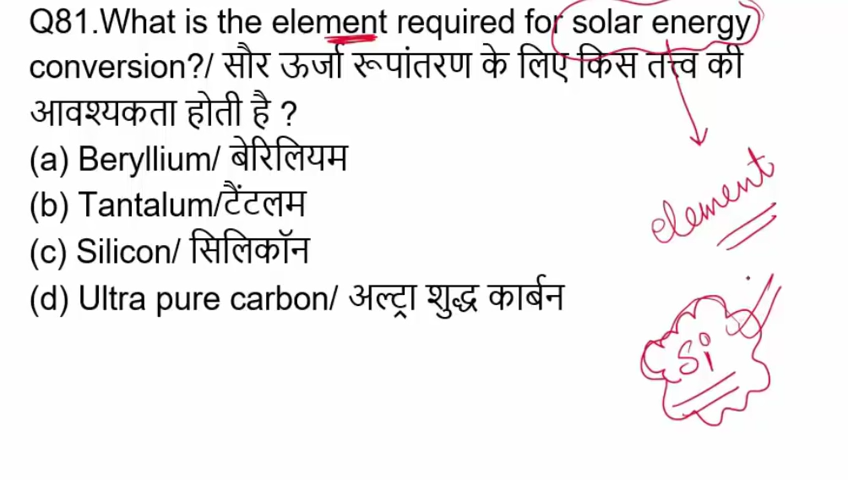 Q81.What is the element required for solar energy
conversion?/ सौर ऊर्जा रूपांतरण के लिए किस तत्त्व की
आवश्यकता होती है ?
(a) Beryllium/ बेरिलियम
(b) Tantalum/टैंटलम
(c) Silicon/ सिलिकॉन
(d) Ultra pure carbon/ अल्ट्रा शुद्ध कार्बन
element
Si